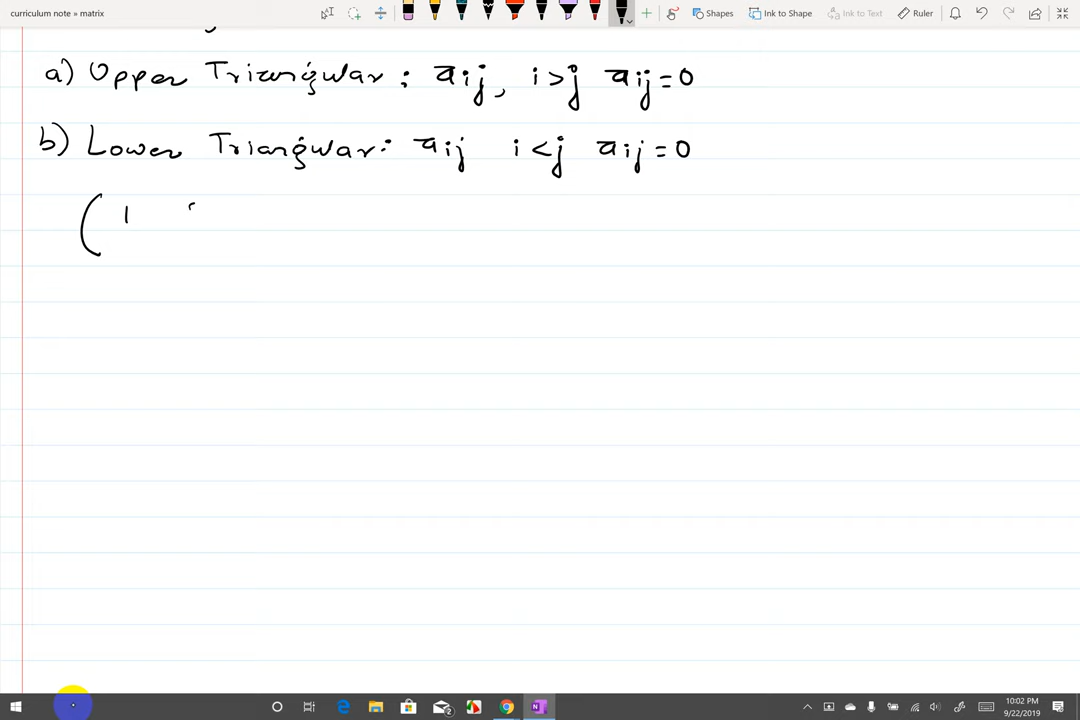 curriculum note » matrix
Shapes Ink to Shape Ink to Text Ruler
a) Upper Triangular : aij, i>j aij=0
b) Lower Triangular: aij i<j aij=0
( 1
10:02 PM
9/22/2019